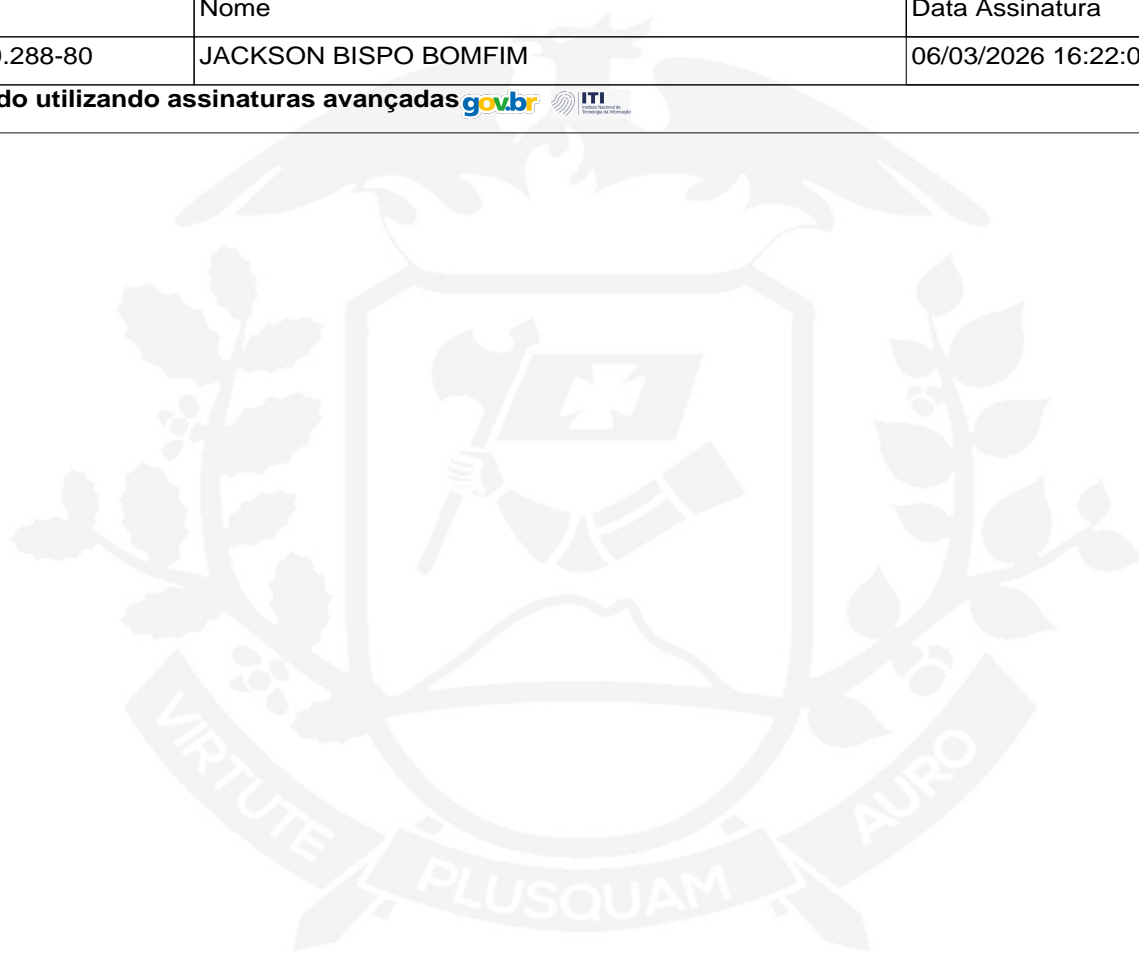 Nome Data Assinatura
0.288-80 JACKSON BISPO BOMFIM 06/03/2026 16:22:0
do utilizando assinaturas avançadas gov.br ITI
VIRTUTE PLUSQUAM AURO